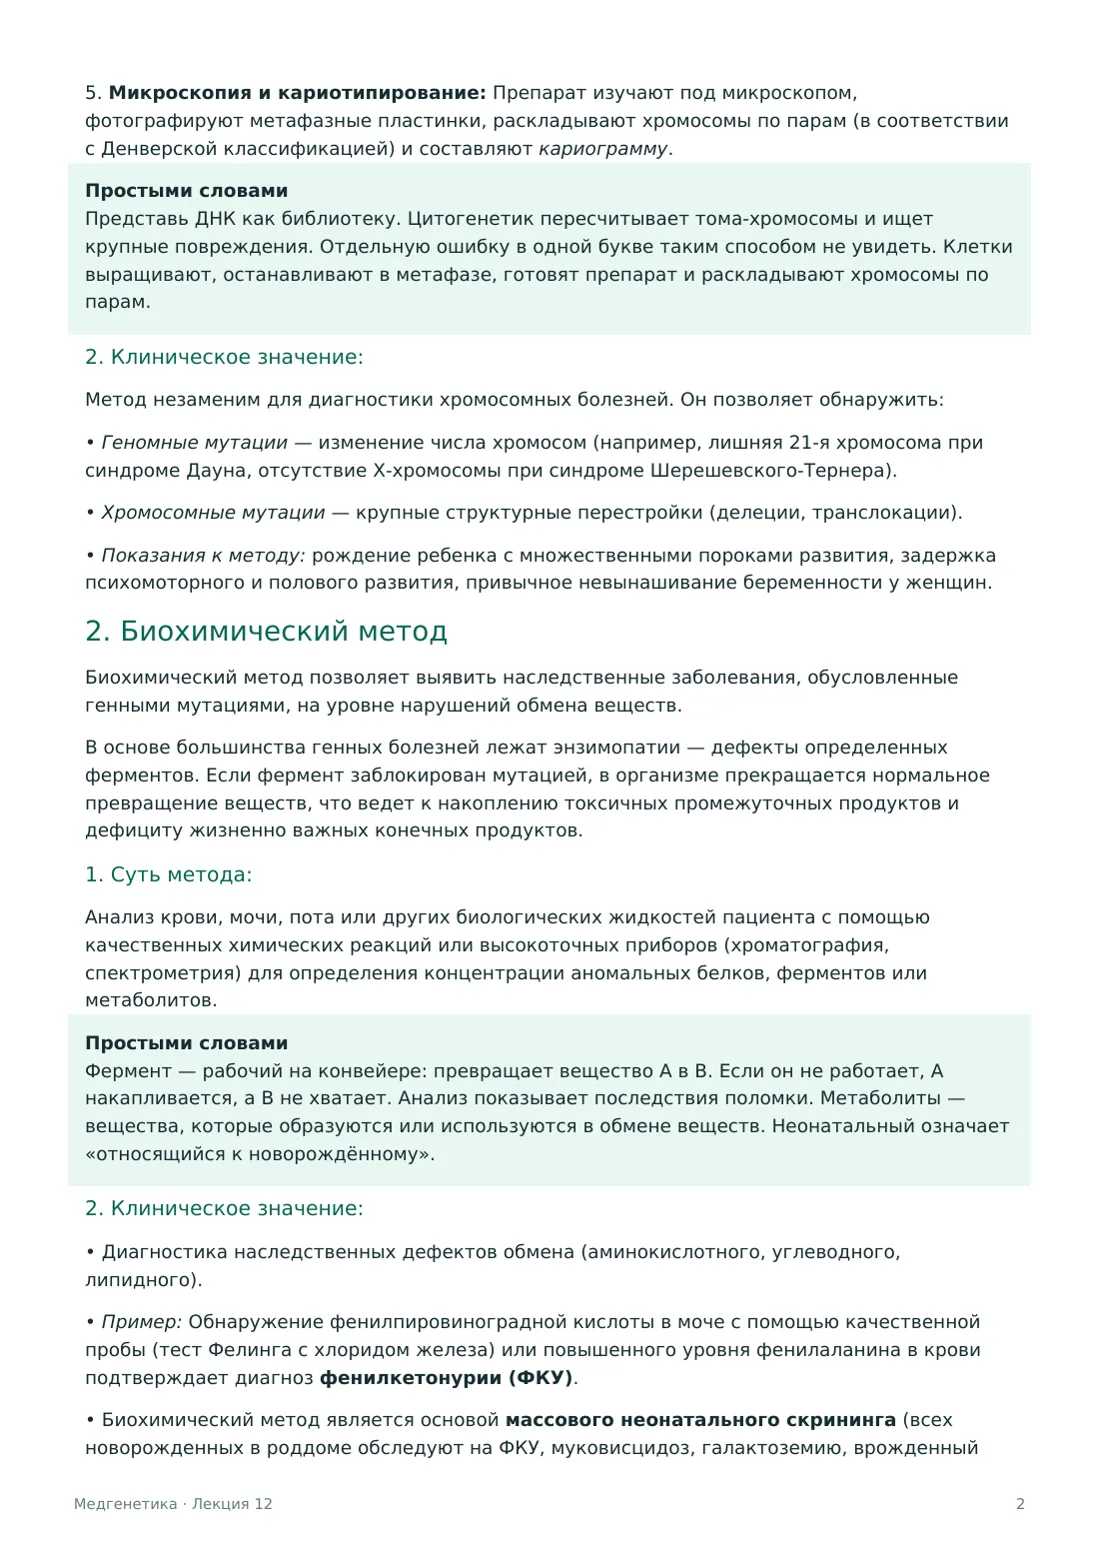 5. Микроскопия и кариотипирование: Препарат изучают под микроскопом,
фотографируют метафазные пластинки, раскладывают хромосомы по парам (в соответствии
с Денверской классификацией) и составляют кариограмму.
Простыми словами
Представь ДНК как библиотеку. Цитогенетик пересчитывает тома-хромосомы и ищет
крупные повреждения. Отдельную ошибку в одной букве таким способом не увидеть. Клетки
выращивают, останавливают в метафазе, готовят препарат и раскладывают хромосомы по
парам.
2. Клиническое значение:
Метод незаменим для диагностики хромосомных болезней. Он позволяет обнаружить:
• Геномные мутации — изменение числа хромосом (например, лишняя 21-я хромосома при
синдроме Дауна, отсутствие X-хромосомы при синдроме Шерешевского-Тернера).
• Хромосомные мутации — крупные структурные перестройки (делеции, транслокации).
• Показания к методу: рождение ребенка с множественными пороками развития, задержка
психомоторного и полового развития, привычное невынашивание беременности у женщин.
2. Биохимический метод
Биохимический метод позволяет выявить наследственные заболевания, обусловленные
генными мутациями, на уровне нарушений обмена веществ.
В основе большинства генных болезней лежат энзимопатии — дефекты определенных
ферментов. Если фермент заблокирован мутацией, в организме прекращается нормальное
превращение веществ, что ведет к накоплению токсичных промежуточных продуктов и
дефициту жизненно важных конечных продуктов.
1. Суть метода:
Анализ крови, мочи, пота или других биологических жидкостей пациента с помощью
качественных химических реакций или высокоточных приборов (хроматография,
спектрометрия) для определения концентрации аномальных белков, ферментов или
метаболитов.
Простыми словами
Фермент — рабочий на конвейере: превращает вещество A в B. Если он не работает, A
накапливается, а B не хватает. Анализ показывает последствия поломки. Метаболиты —
вещества, которые образуются или используются в обмене веществ. Неонатальный означает
«относящийся к новорождённому».
2. Клиническое значение:
• Диагностика наследственных дефектов обмена (аминокислотного, углеводного,
липидного).
• Пример: Обнаружение фенилпировиноградной кислоты в моче с помощью качественной
пробы (тест Фелинга с хлоридом железа) или повышенного уровня фенилаланина в крови
подтверждает диагноз фенилкетонурии (ФКУ).
• Биохимический метод является основой массового неонатального скрининга (всех
новорожденных в роддоме обследуют на ФКУ, муковисцидоз, галактоземию, врожденный
Медгенетика · Лекция 12
2